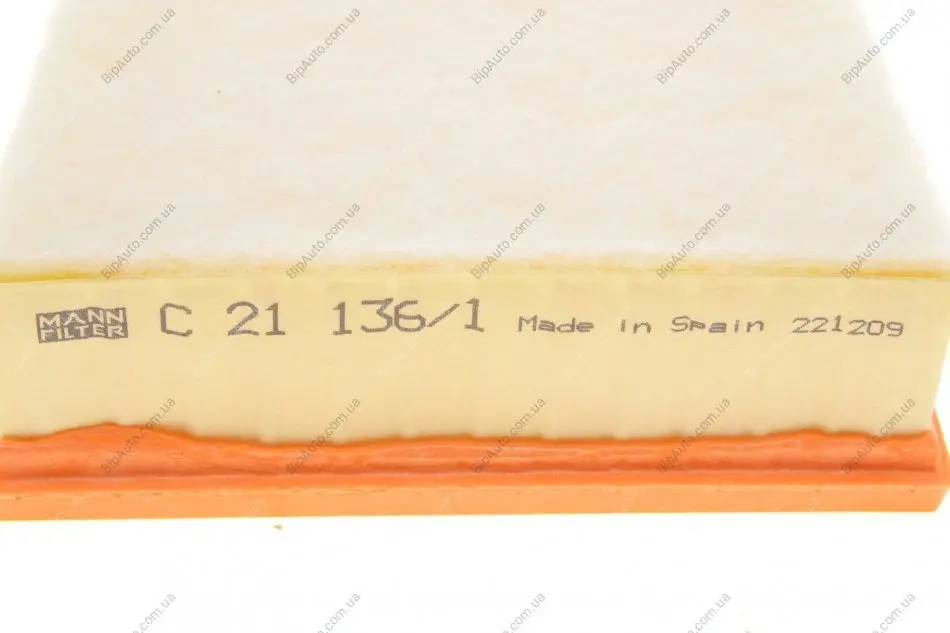 MANN FILTER C 21 136/1 Made in Spain 221209
BipAuto.com.ua